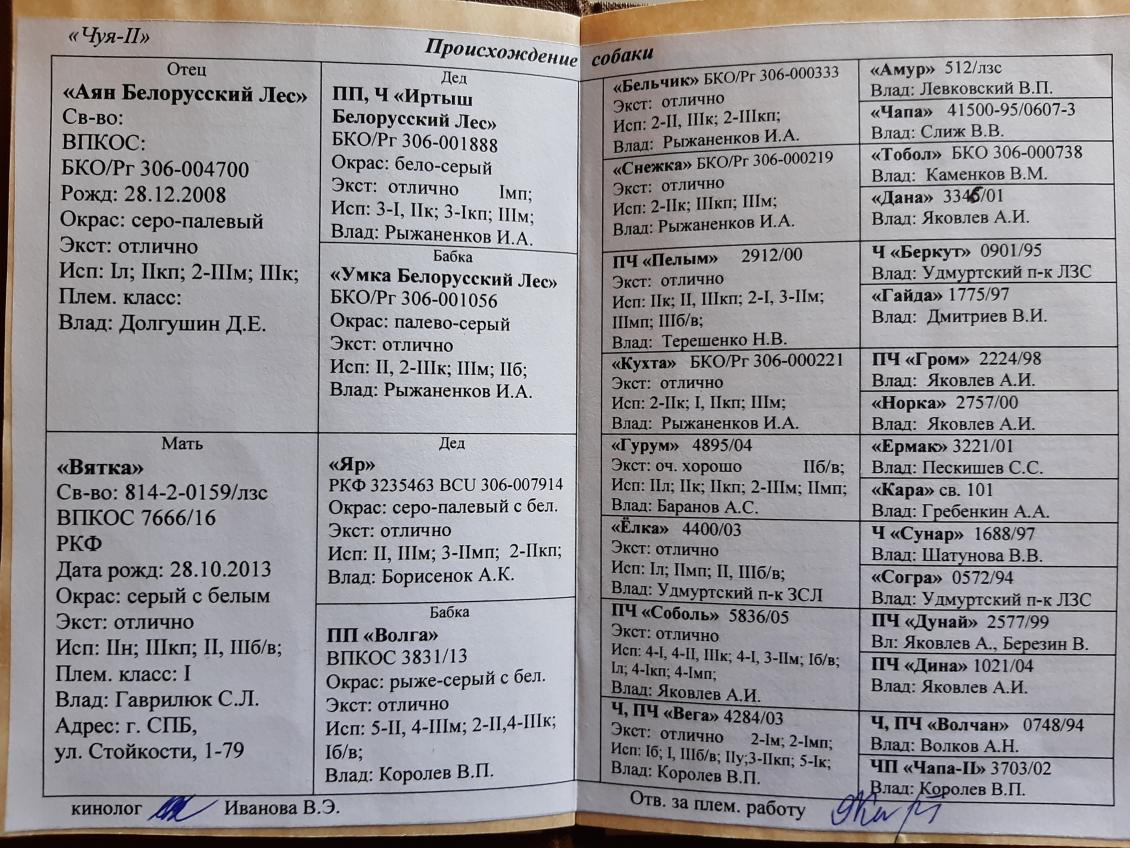 «Чуя-II»
Происхождение собаки
Отец
«Аян Белорусский Лес»
Св-во:
ВПКОС:
БКО/Рг 306-004700
Рожд: 28.12.2008
Окрас: серо-палевый
Экст: отлично
Исп: Iл; IIкп; 2-IIIм; IIIк;
Плем. класс:
Влад: Долгушин Д.Е.
Мать
«Вятка»
Св-во: 814-2-0159/лзс
ВПКОС 7666/16
РКФ
Дата рожд: 28.10.2013
Окрас: серый с белым
Экст: отлично
Исп: IIн; IIIкп; II, IIIб/в;
Плем. класс: I
Влад: Гаврилюк С.Л.
Адрес: г. СПБ,
ул. Стойкости, 1-79
Дед
ПП, Ч «Иртыш
Белорусский Лес»
БКО/Рг 306-001888
Окрас: бело-серый
Экст: отлично Iмп;
Исп: 3-I, IIк; 3-Iкп; IIIм;
Влад: Рыжаненков И.А.
Бабка
«Умка Белорусский Лес»
БКО/Рг 306-001056
Окрас: палево-серый
Экст: отлично
Исп: II, 2-IIIк; IIIм; IIб;
Влад: Рыжаненков И.А.
Дед
«Яр»
РКФ 3235463 BCU 306-007914
Окрас: серо-палевый с бел.
Экст: отлично
Исп: II, IIIм; 3-IIмп; 2-IIкп;
Влад: Борисенок А.К.
Бабка
ПП «Волга»
ВПКОС 3831/13
Окрас: рыже-серый с бел.
Экст: отлично
Исп: 5-II, 4-IIIм; 2-II,4-IIIк;
Iб/в;
Влад: Королев В.П.
кинолог Иванова В.Э.
«Бельчик» БКО/Рг 306-000333
Экст: отлично
Исп: 2-II, IIIк; 2-IIIкп;
Влад: Рыжаненков И.А.
«Снежка» БКО/Рг 306-000219
Экст: отлично
Исп: 2-IIк; IIIкп; IIIм;
Влад: Рыжаненков И.А.
ПЧ «Пелым» 2912/00
Экст: отлично
Исп: IIк; II, IIIкп; 2-I, 3-IIм;
IIIмп; IIIб/в;
Влад: Терешенко Н.В.
«Кухта» БКО/Рг 306-000221
Экст: отлично
Исп: 2-IIк; I, IIкп; IIIм;
Влад: Рыжаненков И.А.
«Гурум» 4895/04
Экст: оч. хорошо IIб/в;
Исп: IIл; IIк; IIкп; 2-IIIм; IIмп;
Влад: Баранов А.С.
«Ёлка» 4400/03
Экст: отлично
Исп: Iл; IIмп; II, IIIб/в;
Влад: Удмуртский п-к ЗСЛ
ПЧ «Соболь» 5836/05
Экст: отлично
Исп: 4-I, 4-II, IIIк; 4-I, 3-IIм; Iб/в;
Iл; 4-Iкп; 4-Iмп;
Влад: Яковлев А.И.
Ч, ПЧ «Вега» 4284/03
Экст: отлично 2-Iм; 2-Iмп;
Исп: Iб; I, IIIб/в; IIу;3-IIкп; 5-Iк;
Влад: Королев В.П.
«Амур» 512/лзс
Влад: Левковский В.П.
«Чапа» 41500-95/0607-3
Влад: Слиж В.В.
«Тобол» БКО 306-000738
Влад: Каменков В.М.
«Дана» 3345/01
Влад: Яковлев А.И.
Ч «Беркут» 0901/95
Влад: Удмуртский п-к ЛЗС
«Гайда» 1775/97
Влад: Дмитриев В.И.
ПЧ «Гром» 2224/98
Влад: Яковлев А.И.
«Норка» 2757/00
Влад: Яковлев А.И.
«Ермак» 3221/01
Влад: Пескишев С.С.
«Кара» св. 101
Влад: Гребенкин А.А.
Ч «Сунар» 1688/97
Влад: Шатунова В.В.
«Согра» 0572/94
Влад: Удмуртский п-к ЛЗС
ПЧ «Дунай» 2577/99
Вл: Яковлев А., Березин В.
ПЧ «Дина» 1021/04
Влад: Яковлев А.И.
Ч, ПЧ «Волчан» 0748/94
Влад: Волков А.Н.
ЧП «Чапа-II» 3703/02
Влад: Королев В.П.
Отв. за плем. работу